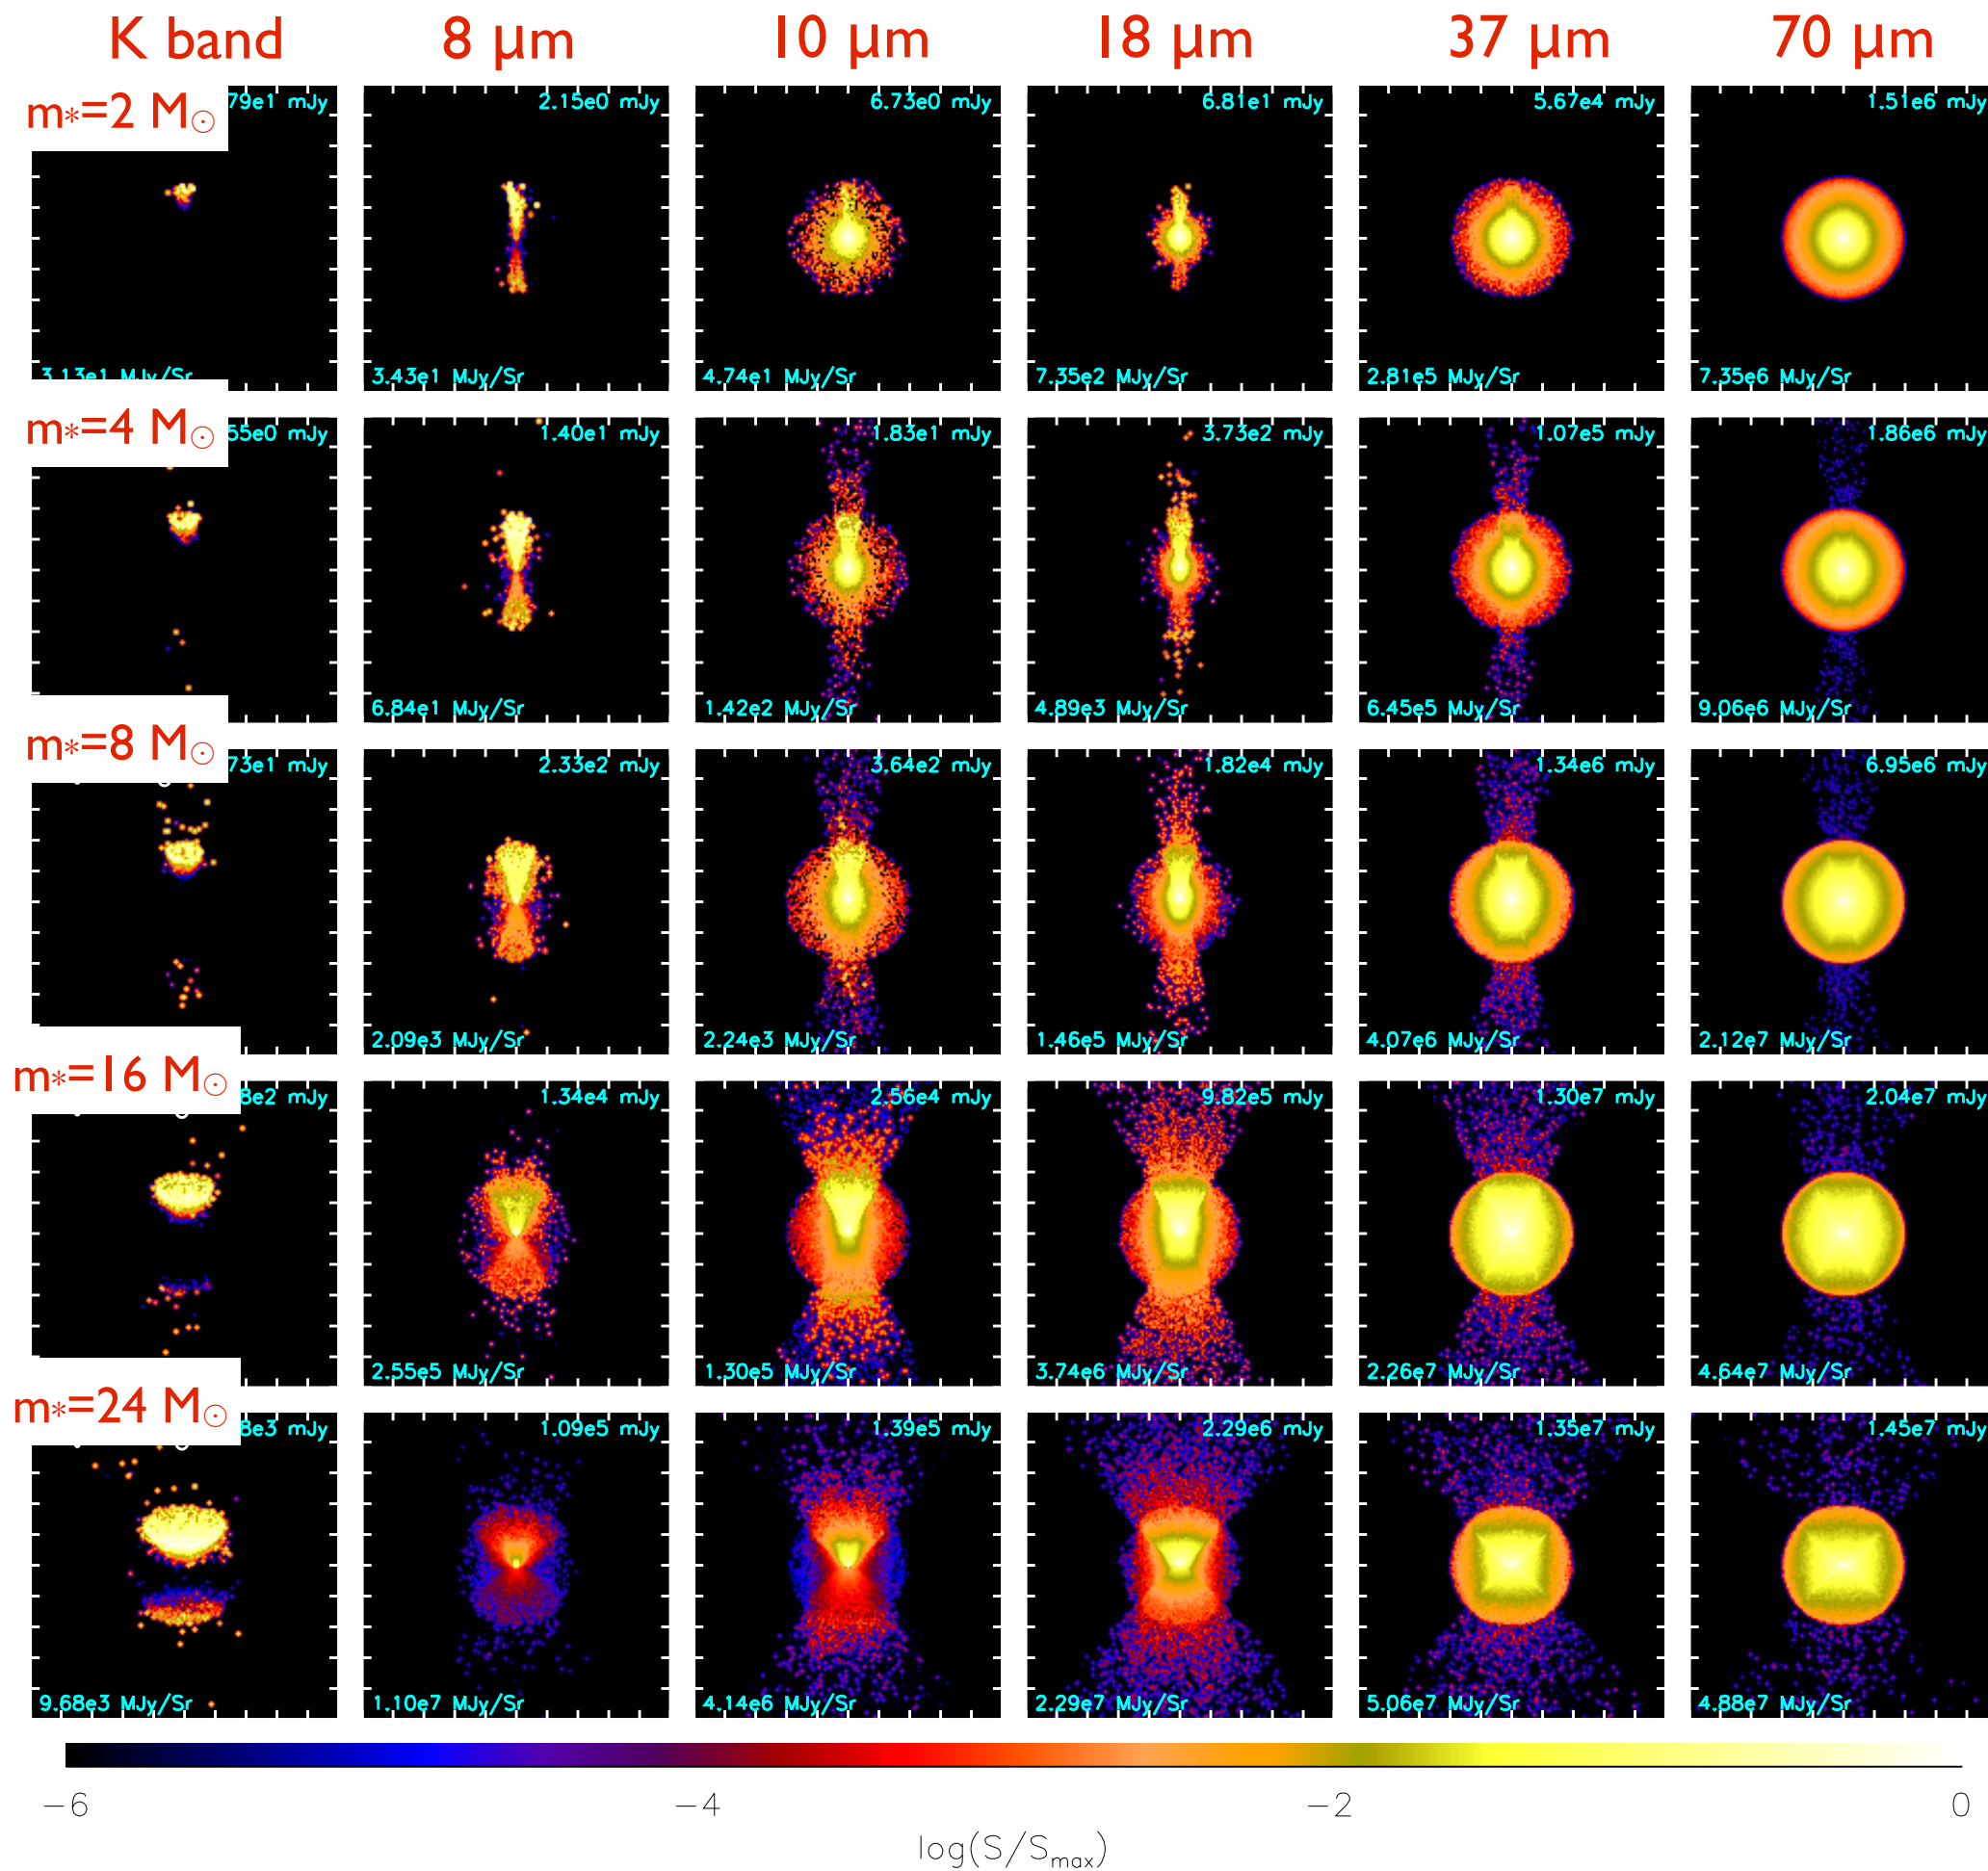 K band 8 μm 10 μm 18 μm 37 μm 70 μm
m*=2 M☉ 79e1 mJy 2.15e0 mJy 6.73e0 mJy 6.81e1 mJy 5.67e4 mJy 1.51e6 mJy
3.13e1 MJy/Sr 3.43e1 MJy/Sr 4.74e1 MJy/Sr 7.35e2 MJy/Sr 2.81e5 MJy/Sr 7.35e6 MJy/Sr
m*=4 M☉ 55e0 mJy 1.40e1 mJy 1.83e1 mJy 3.73e2 mJy 1.07e5 mJy 1.86e6 mJy
6.84e1 MJy/Sr 1.42e2 MJy/Sr 4.89e3 MJy/Sr 6.45e5 MJy/Sr 9.06e6 MJy/Sr
m*=8 M☉ 73e1 mJy 2.33e2 mJy 3.64e2 mJy 1.82e4 mJy 1.34e6 mJy 6.95e6 mJy
2.09e3 MJy/Sr 2.24e3 MJy/Sr 1.46e5 MJy/Sr 4.07e6 MJy/Sr 2.12e7 MJy/Sr
m*=16 M☉ 8e2 mJy 1.34e4 mJy 2.56e4 mJy 9.82e5 mJy 1.30e7 mJy 2.04e7 mJy
2.55e5 MJy/Sr 1.30e5 MJy/Sr 3.74e6 MJy/Sr 2.26e7 MJy/Sr 4.64e7 MJy/Sr
m*=24 M☉ 8e3 mJy 1.09e5 mJy 1.39e5 mJy 2.29e6 mJy 1.35e7 mJy 1.45e7 mJy
9.68e3 MJy/Sr 1.10e7 MJy/Sr 4.14e6 MJy/Sr 2.29e7 MJy/Sr 5.06e7 MJy/Sr 4.88e7 MJy/Sr
−6 −4 −2 0
log(S/Smax)